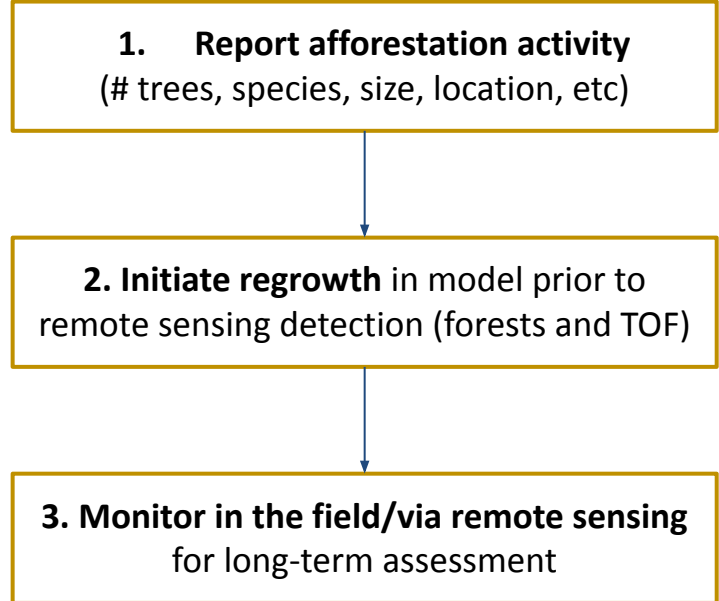 1. Report afforestation activity
(# trees, species, size, location, etc)
2. Initiate regrowth in model prior to
remote sensing detection (forests and TOF)
3. Monitor in the field/via remote sensing
for long-term assessment